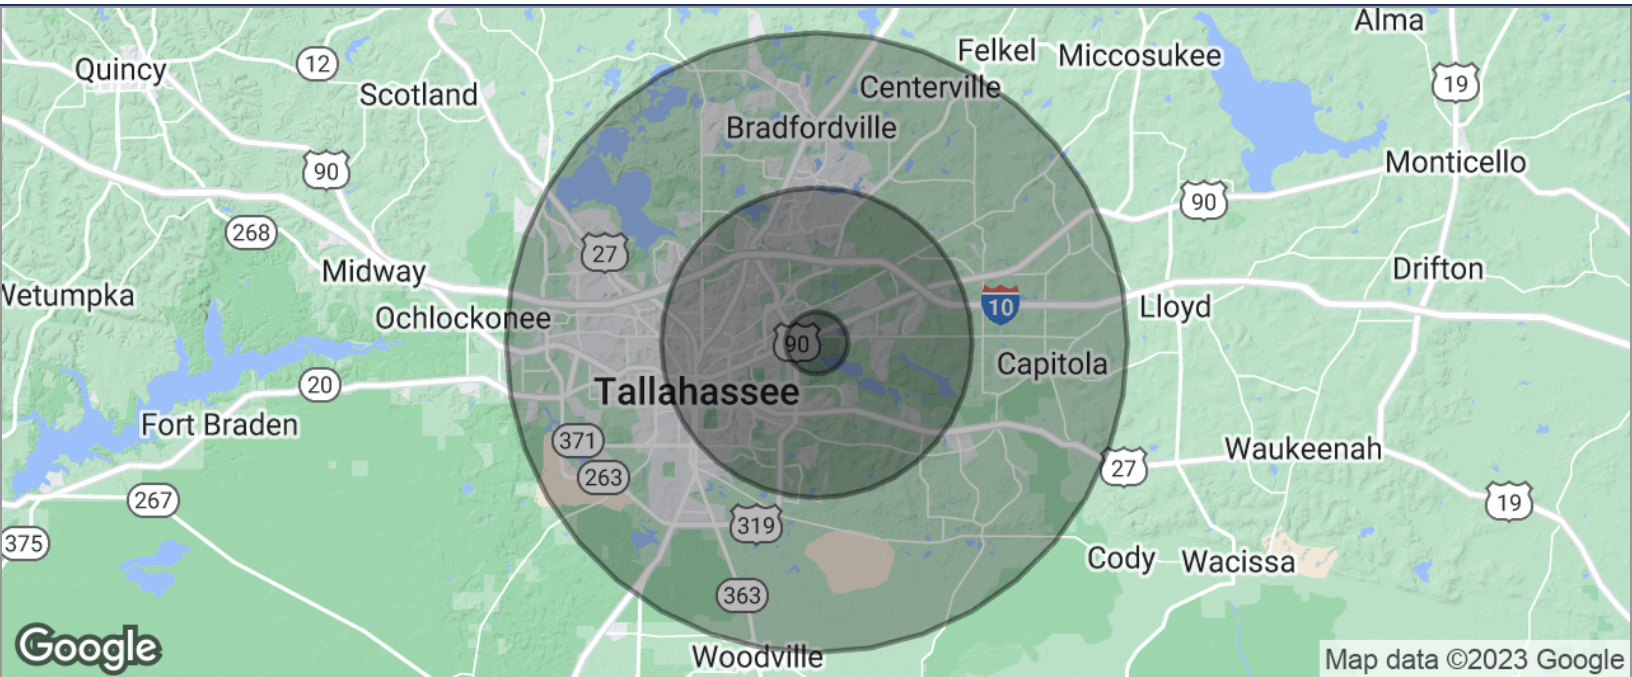 Alma
Felkel
Miccosukee
Quincy
12
19
Scotland
Centerville
Bradfordville
90
Monticello
90
268
27
Midway
Drifton
Wetumpka
10
Lloyd
Ochlockonee
90
Capitola
20
Tallahassee
Fort Braden
371
Waukeenah
27
263
267
19
319
375
Cody
Wacissa
363
Google
Woodville
Map data ©2023 Google